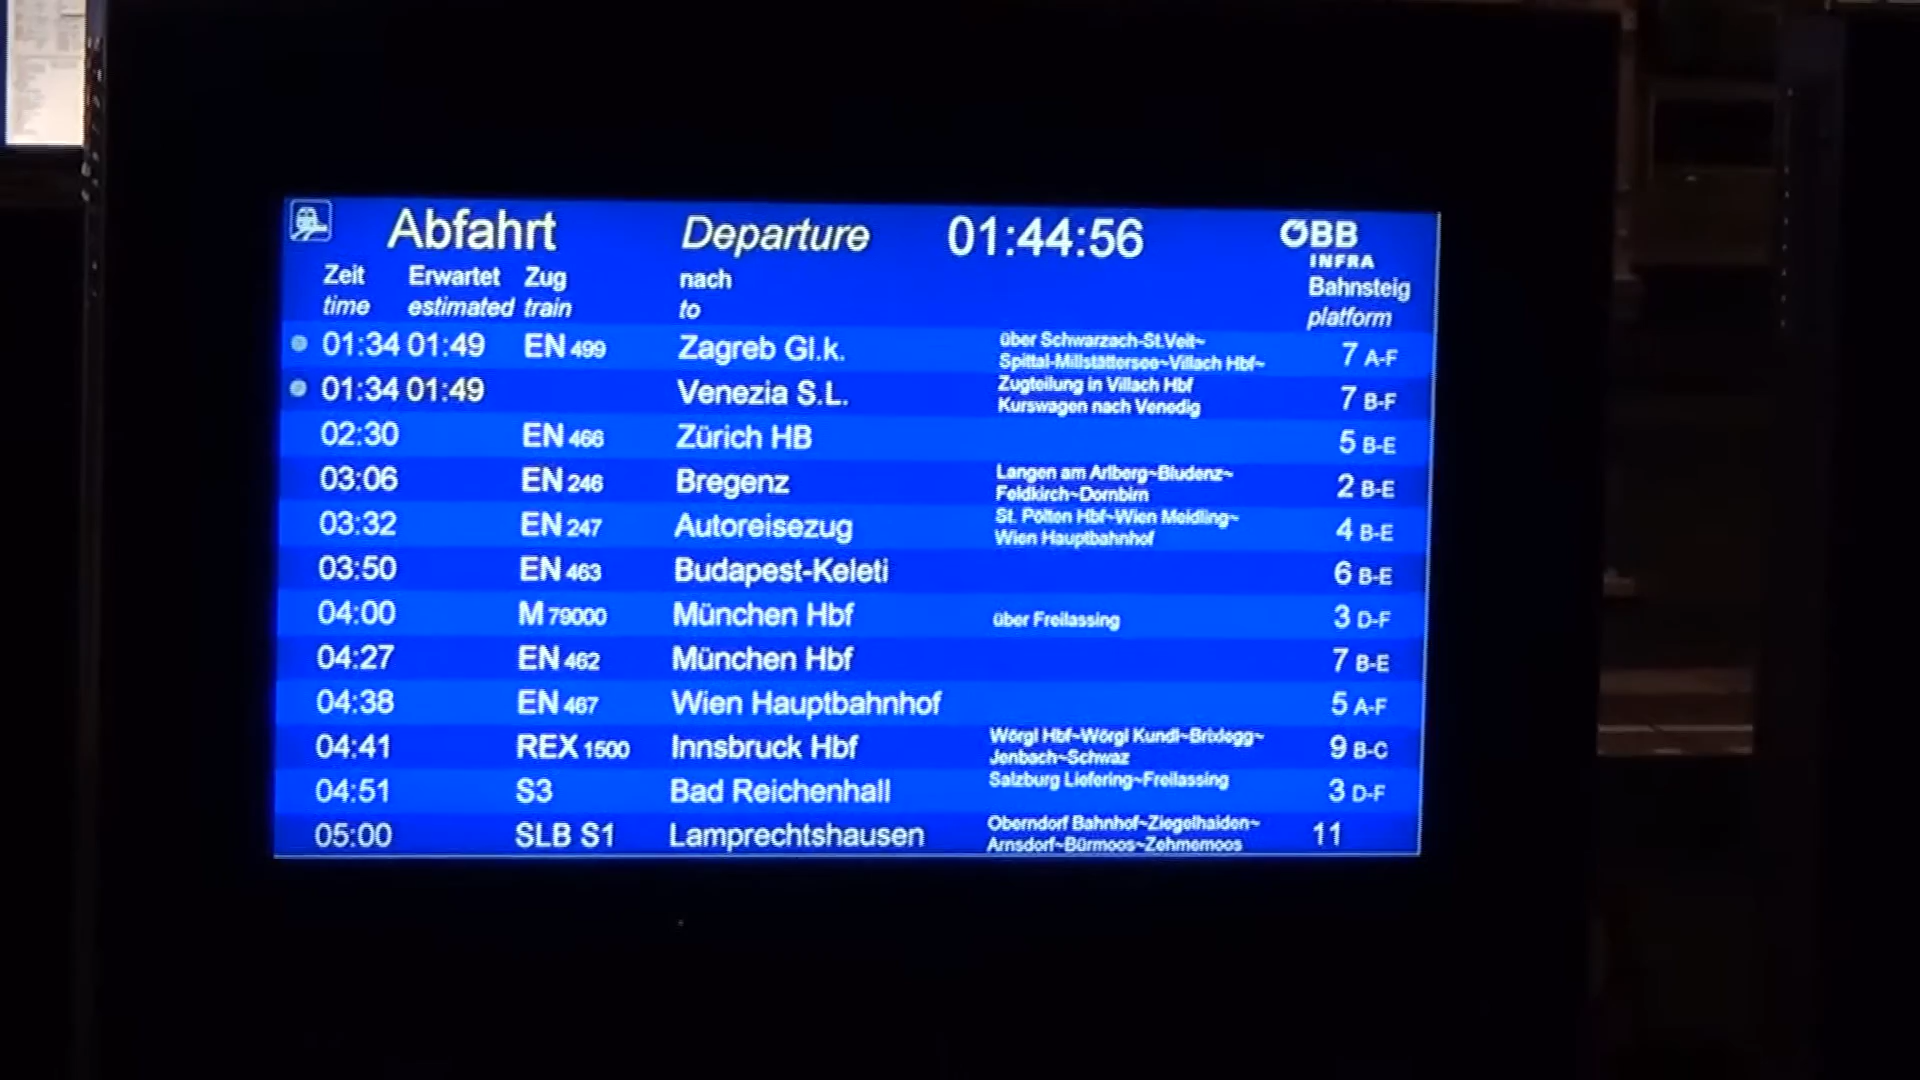 Abfahrt Departure 01:44:56 ÖBB
INFRA
Zeit Erwartet Zug nach Bahnsteig
time estimated train to platform
01:34 01:49 EN 499 Zagreb Gl.k. über Schwarzach-St.Veit~ 7 A-F
Spittal-Millstättersee~Villach Hbf~
01:34 01:49 Venezia S.L. Zugteilung in Villach Hbf 7 B-F
Kurswagen nach Venedig
02:30 EN 466 Zürich HB 5 B-E
03:06 EN 246 Bregenz Langen am Arlberg~Bludenz~ 2 B-E
Feldkirch~Dornbirn
03:32 EN 247 Autoreisezug St. Pölten Hbf~Wien Meidling~ 4 B-E
Wien Hauptbahnhof
03:50 EN 463 Budapest-Keleti 6 B-E
04:00 M 79000 München Hbf über Freilassing 3 D-F
04:27 EN 462 München Hbf 7 B-E
04:38 EN 467 Wien Hauptbahnhof 5 A-F
04:41 REX 1500 Innsbruck Hbf Wörgl Hbf~Wörgl Kundl~Brixlegg~ 9 B-C
Jenbach~Schwaz
04:51 S3 Bad Reichenhall Salzburg Liefering~Freilassing 3 D-F
05:00 SLB S1 Lamprechtshausen Oberndorf Bahnhof~Ziegelhaiden~ 11
Arnsdorf~Bürmoos~Zehmemoos